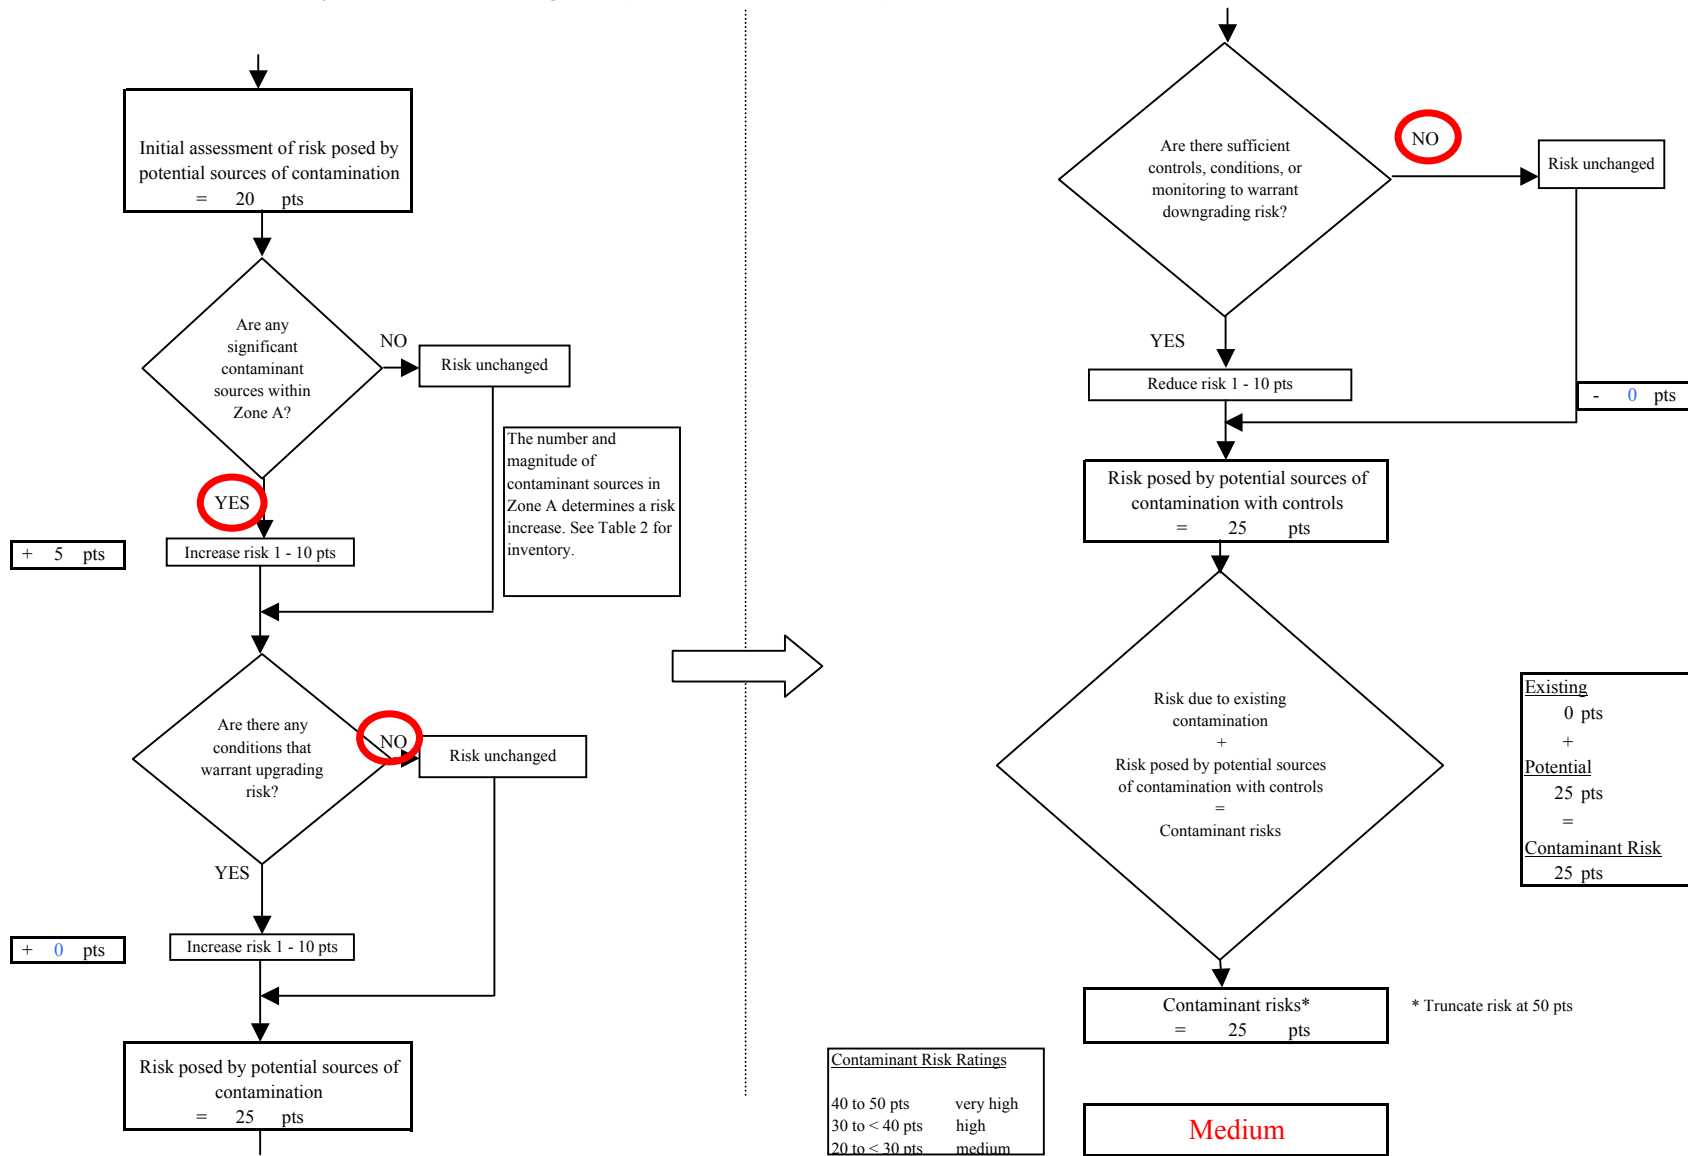 Initial assessment of risk posed by
potential sources of contamination
= 20 pts
Are any
significant
contaminant
sources within
Zone A?
NO
Risk unchanged
The number and
magnitude of
contaminant sources in
Zone A determines a risk
increase. See Table 2 for
inventory.
YES
+ 5 pts
Increase risk 1 - 10 pts
Are there any
conditions that
warrant upgrading
risk?
NO
Risk unchanged
YES
+ 0 pts
Increase risk 1 - 10 pts
Risk posed by potential sources of
contamination
= 25 pts
Are there sufficient
controls, conditions, or
monitoring to warrant
downgrading risk?
NO
Risk unchanged
YES
Reduce risk 1 - 10 pts
- 0 pts
Risk posed by potential sources of
contamination with controls
= 25 pts
Risk due to existing
contamination
+
Risk posed by potential sources
of contamination with controls
=
Contaminant risks
Existing
0 pts
+
Potential
25 pts
=
Contaminant Risk
25 pts
Contaminant risks*
= 25 pts
* Truncate risk at 50 pts
Contaminant Risk Ratings
40 to 50 pts very high
30 to < 40 pts high
20 to < 30 pts medium
Medium